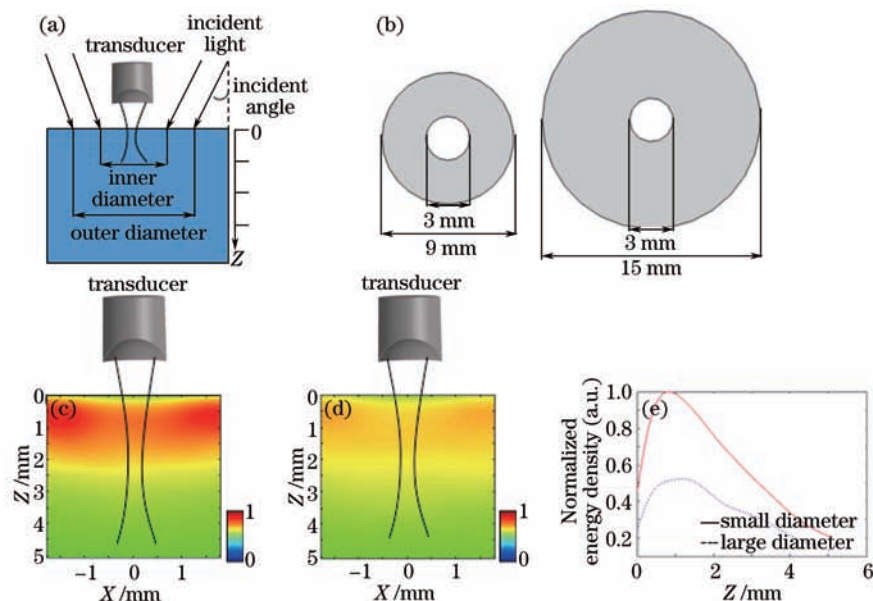 (a)
transducer
incident
light
incident
angle
0
inner
diameter
outer diameter
Z
(b)
3 mm
9 mm
3 mm
15 mm
transducer
(c)
0
1
2
3
4
5
Z/mm
−1
0
1
X/mm
1
0
transducer
(d)
0
1
2
3
4
5
Z/mm
−1
0
1
X/mm
1
0
(e)
Normalized
energy density (a.u.)
1.0
0.8
0.6
0.4
0.2
small diameter
large diameter
0
2
4
6
Z/mm